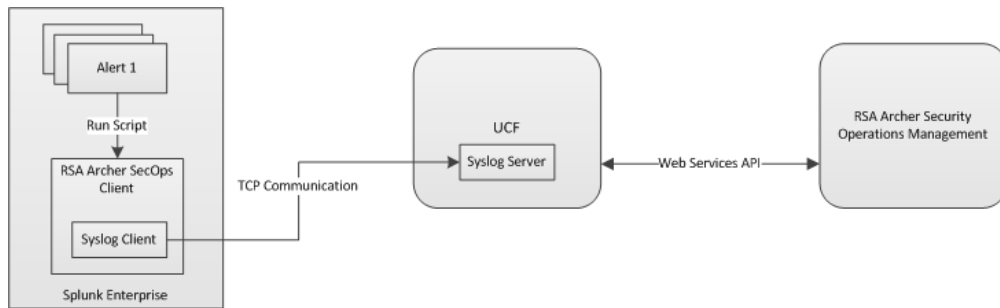 Alert 1
Run Script
RSA Archer SecOps
Client
Syslog Client
Splunk Enterprise
TCP Communication
UCF
Syslog Server
Web Services API
RSA Archer Security
Operations Management